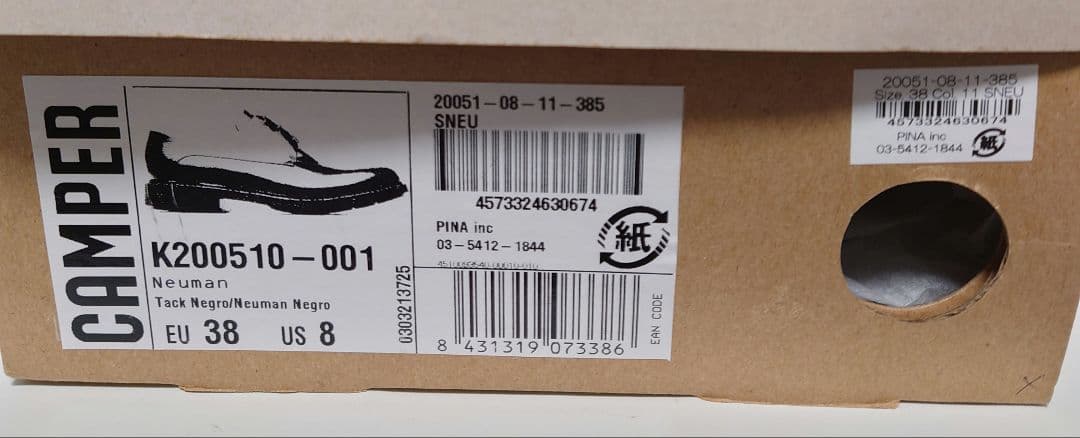 CAMPER
K200510-001
Neuman
Tack Negro/Neuman Negro
EU 38 US 8
0303213725
20051-08-11-385
SNEU
4573324630674
PINA inc
03-5412-1844
紙
8 431319 073386
EAN CODE
20051-08-11-385
Size 38 Col. 11 SNEU
4573324630674
PINA inc
03-5412-1844
紙